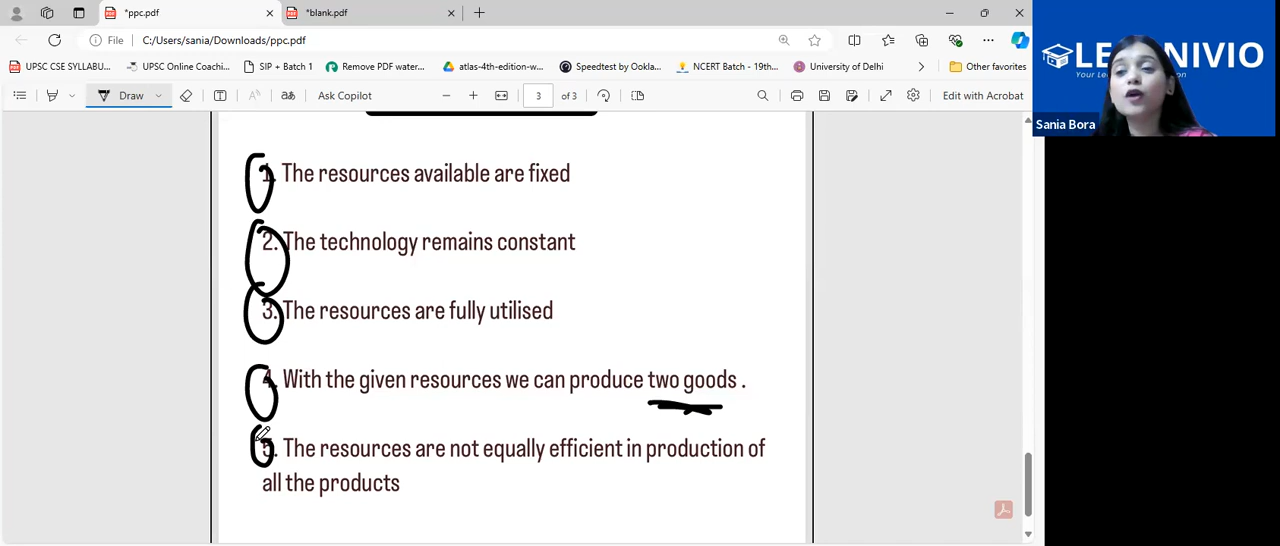 *ppc.pdf
*blank.pdf
File C:/Users/sania/Downloads/ppc.pdf
UPSC CSE SYLLABU...
UPSC Online Coachi...
SIP + Batch 1
Remove PDF water...
atlas-4th-edition-w...
Speedtest by Ookla...
NCERT Batch - 19th...
University of Delhi
Other favorites
Draw
Ask Copilot
3 of 3
Edit with Acrobat
1. The resources available are fixed
2. The technology remains constant
3. The resources are fully utilised
4. With the given resources we can produce two goods .
5. The resources are not equally efficient in production of
all the products
NIVIO
Sania Bora